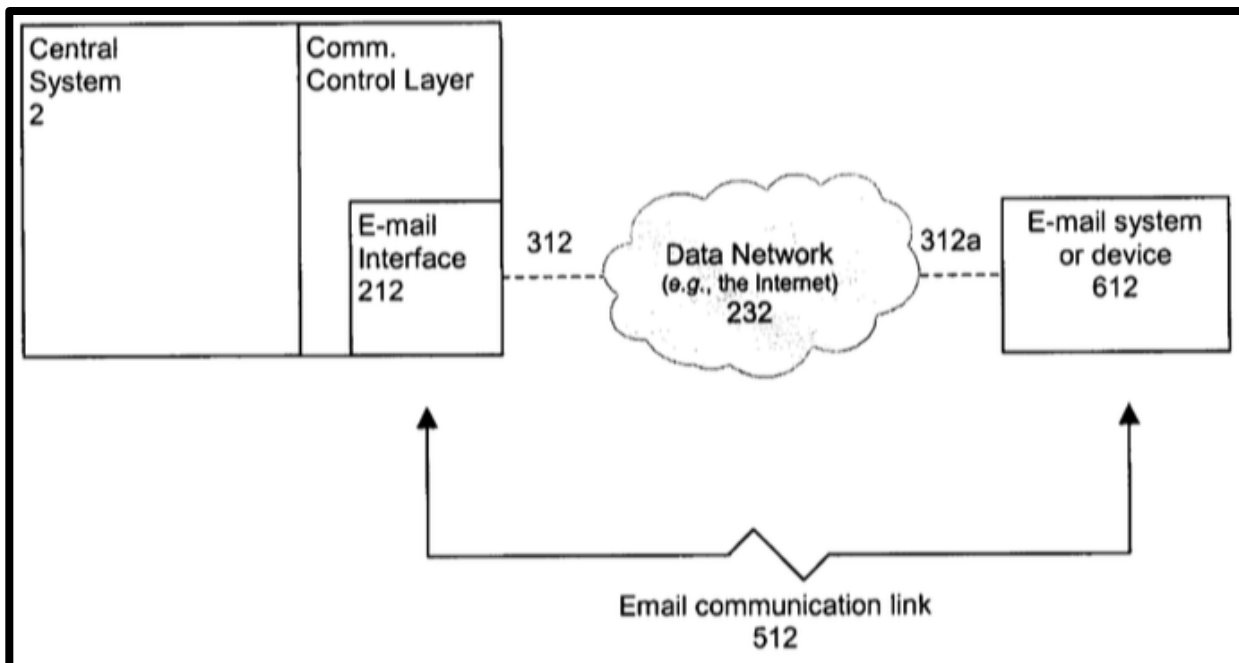 Central
System
2
Comm.
Control Layer
E-mail
Interface
212
312
Data Network
(e.g., the Internet)
232
312a
E-mail system
or device
612
Email communication link
512